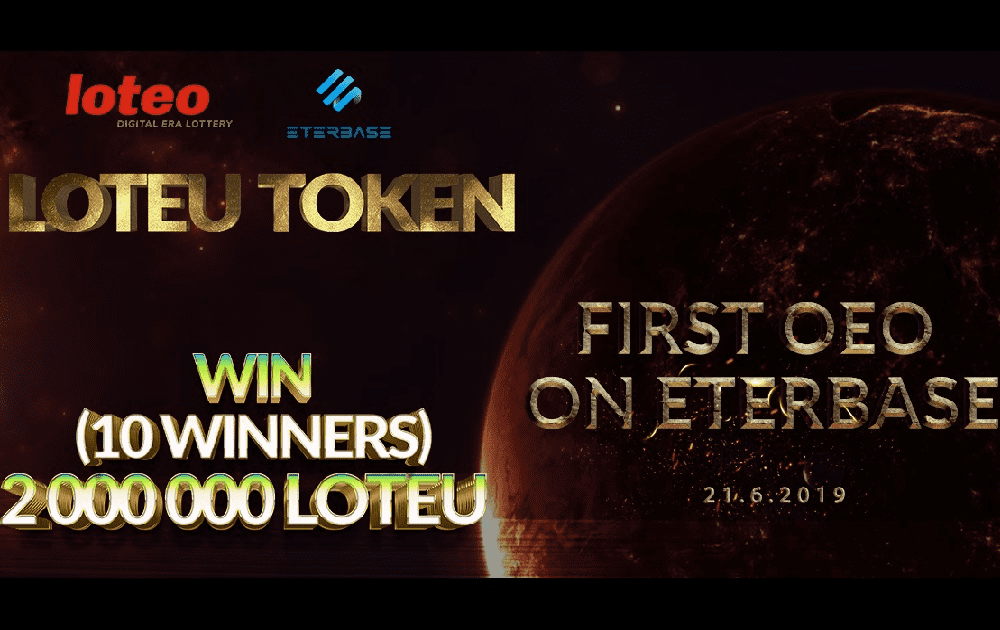 loteo
DIGITAL ERA LOTTERY
ETERBASE
LOTEU TOKEN
WIN
(10 WINNERS)
2 000 000 LOTEU
FIRST OEO
ON ETERBASE
21.6.2019